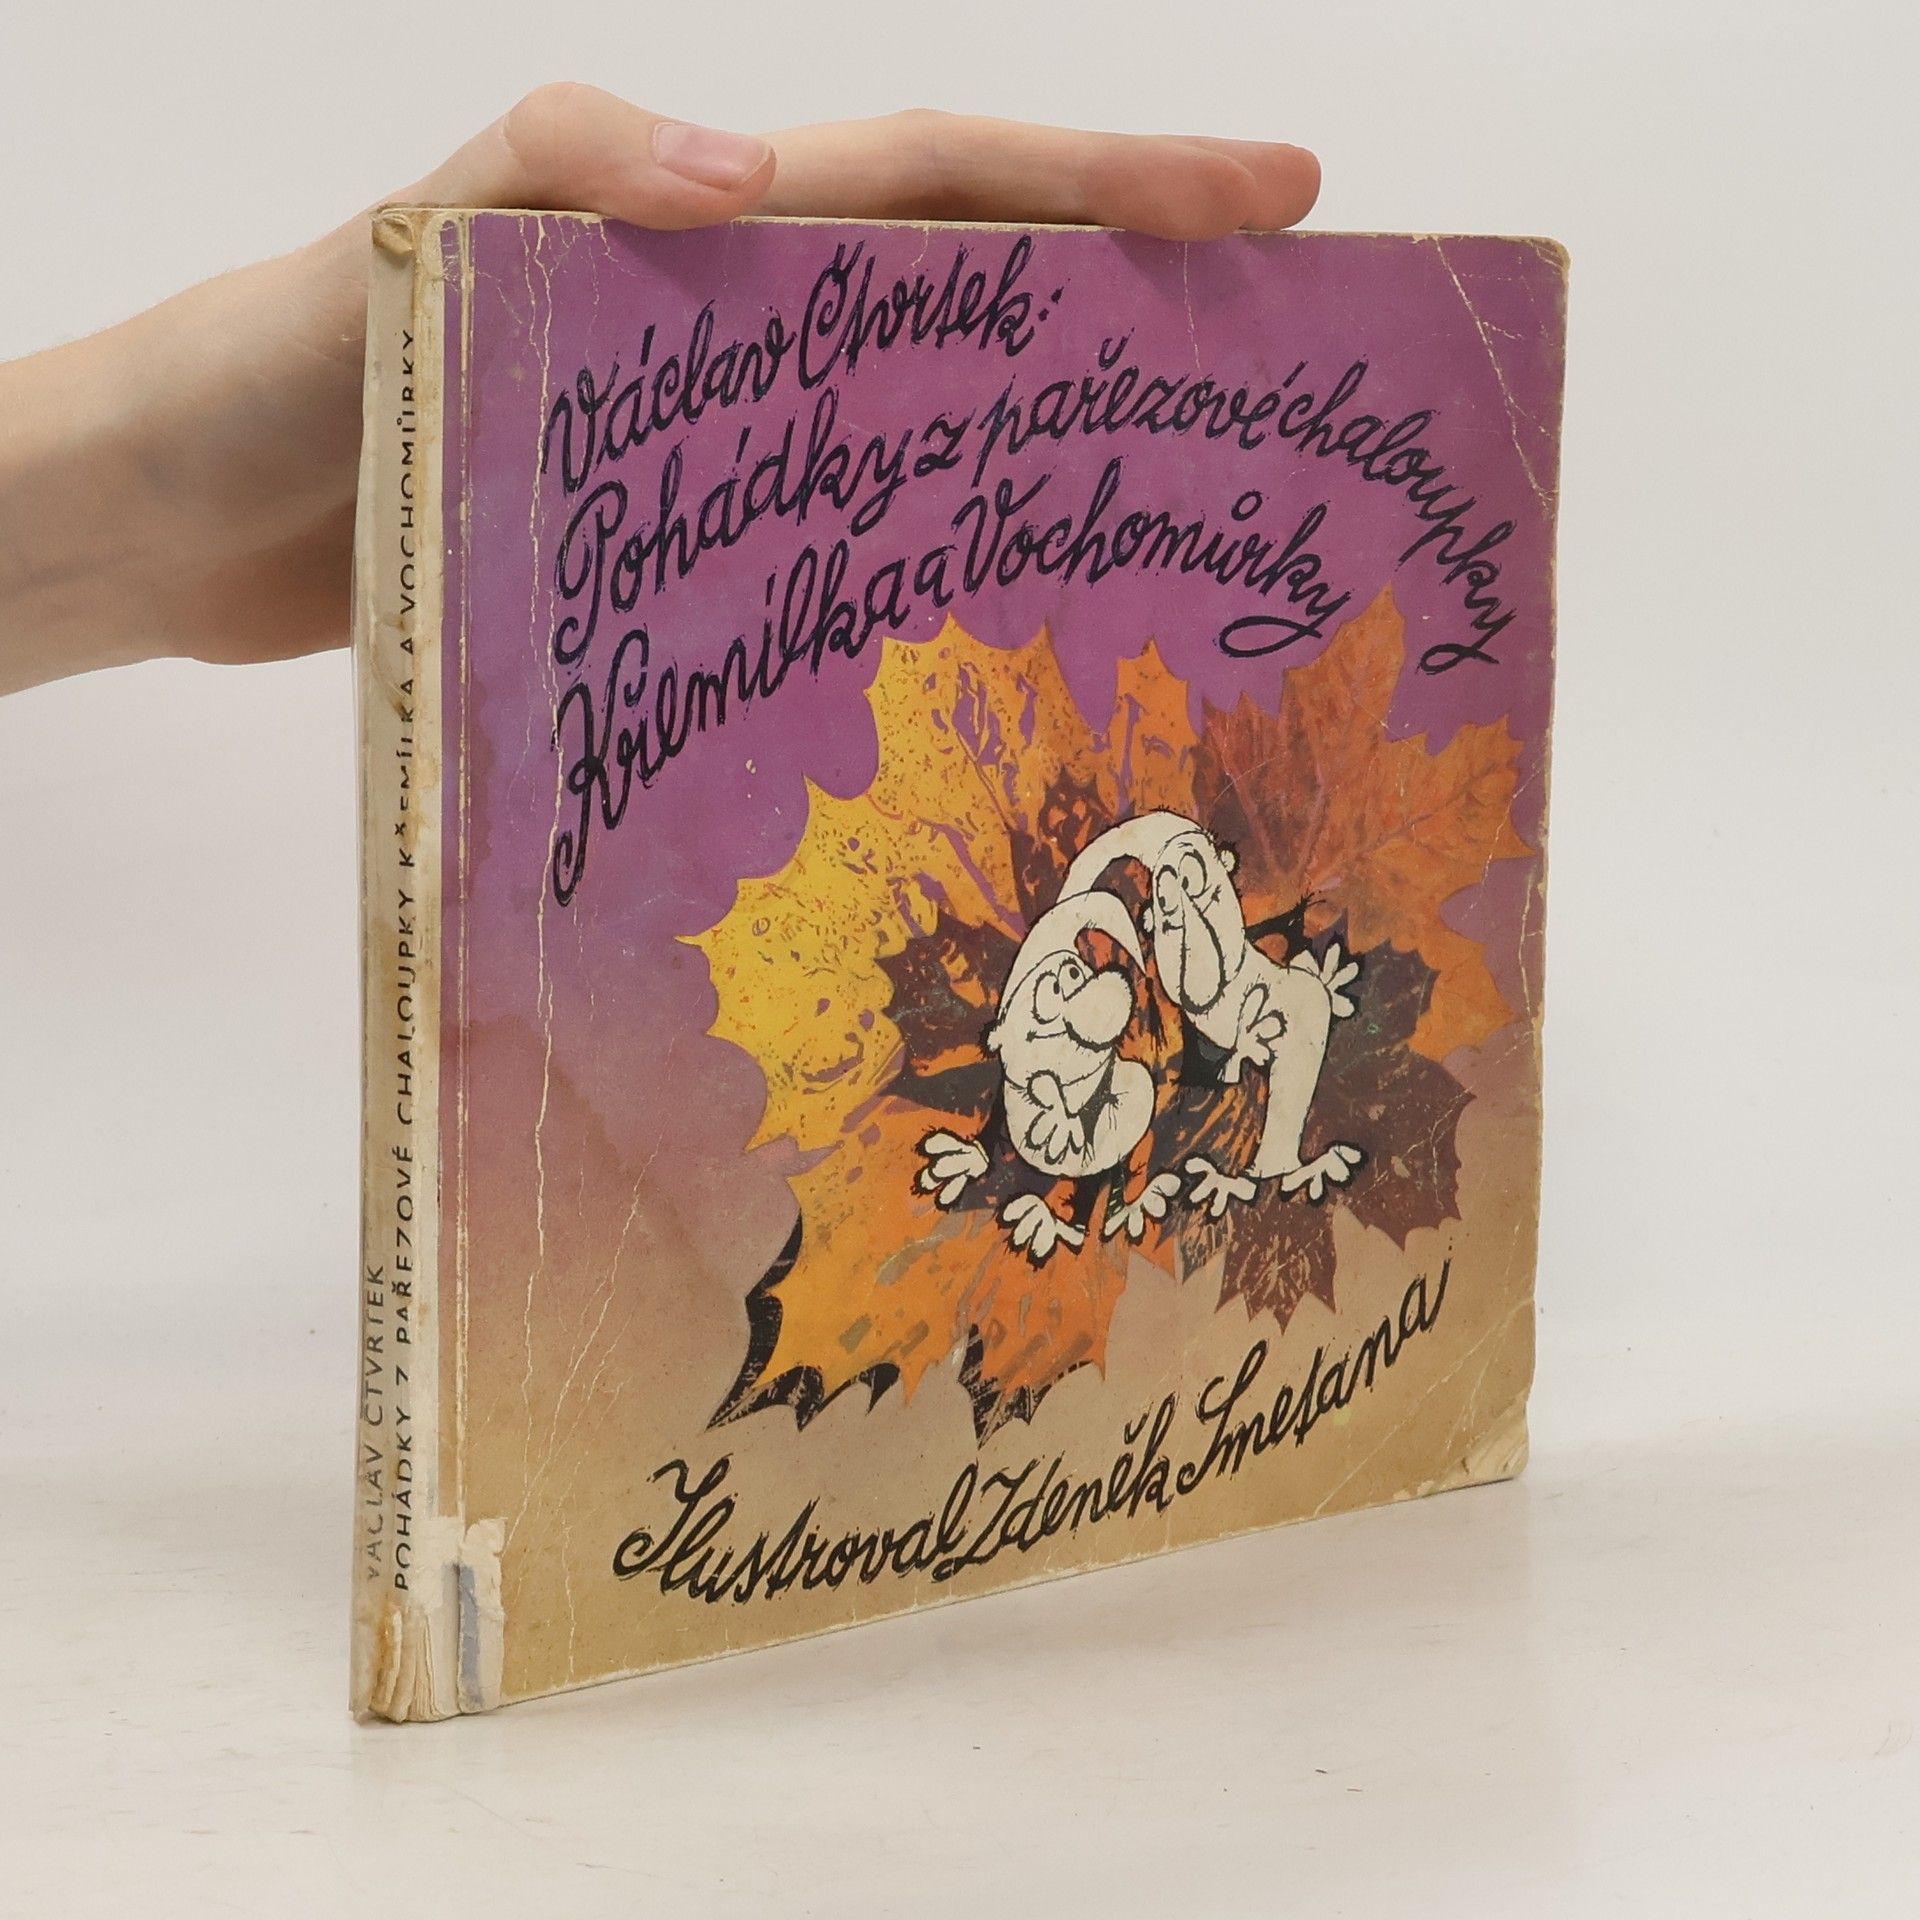 Václav Čtvrtek:
Pohádky z pařezové chaloupky
Křemílka a Vochomůrky
Ilustroval Zdeněk Smetana
VÁCLAV ČTVRTEK
POHÁDKY Z PAŘEZOVÉ CHALOUPKY KŘEMÍLKA A VOCHOMŮRKY